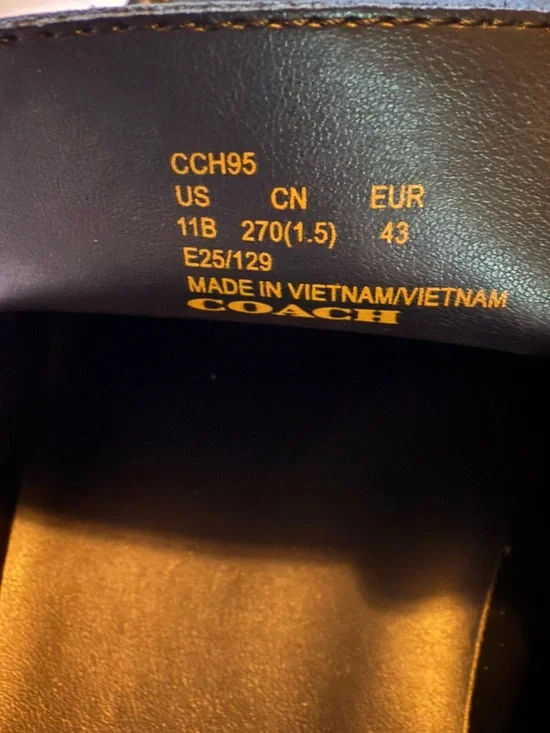 CCH95
US CN EUR
11B 270(1.5) 43
E25/129
MADE IN VIETNAM/VIETNAM
COACH